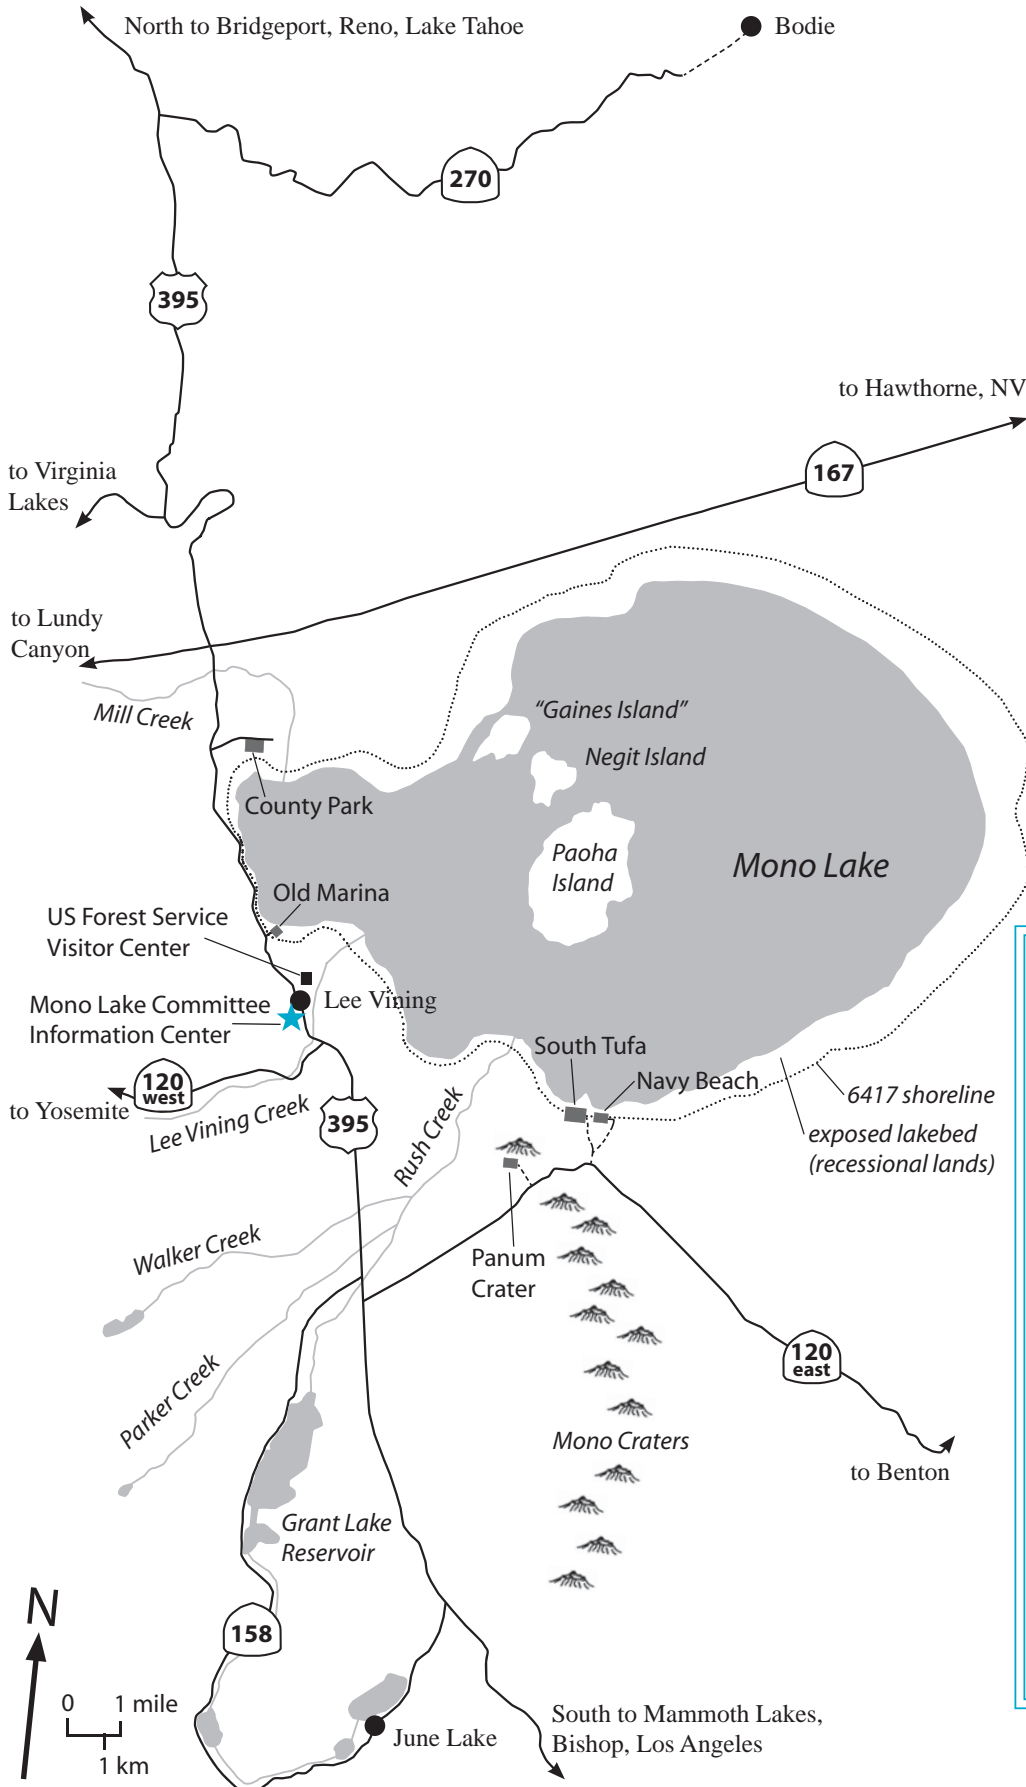 North to Bridgeport, Reno, Lake Tahoe
Bodie
270
395
to Hawthorne, NV
167
to Virginia
Lakes
to Lundy
Canyon
Mill Creek
"Gaines Island"
Negit Island
County Park
Paoha
Island
Mono Lake
Old Marina
US Forest Service
Visitor Center
Lee Vining
Mono Lake Committee
Information Center
South Tufa
Navy Beach
120
west
to Yosemite
Lee Vining Creek
395
Rush Creek
6417 shoreline
exposed lakebed
(recessional lands)
Walker Creek
Panum
Crater
120
east
Parker Creek
Mono Craters
to Benton
Grant Lake
Reservoir
N
158
0 1 mile
1 km
June Lake
South to Mammoth Lakes,
Bishop, Los Angeles